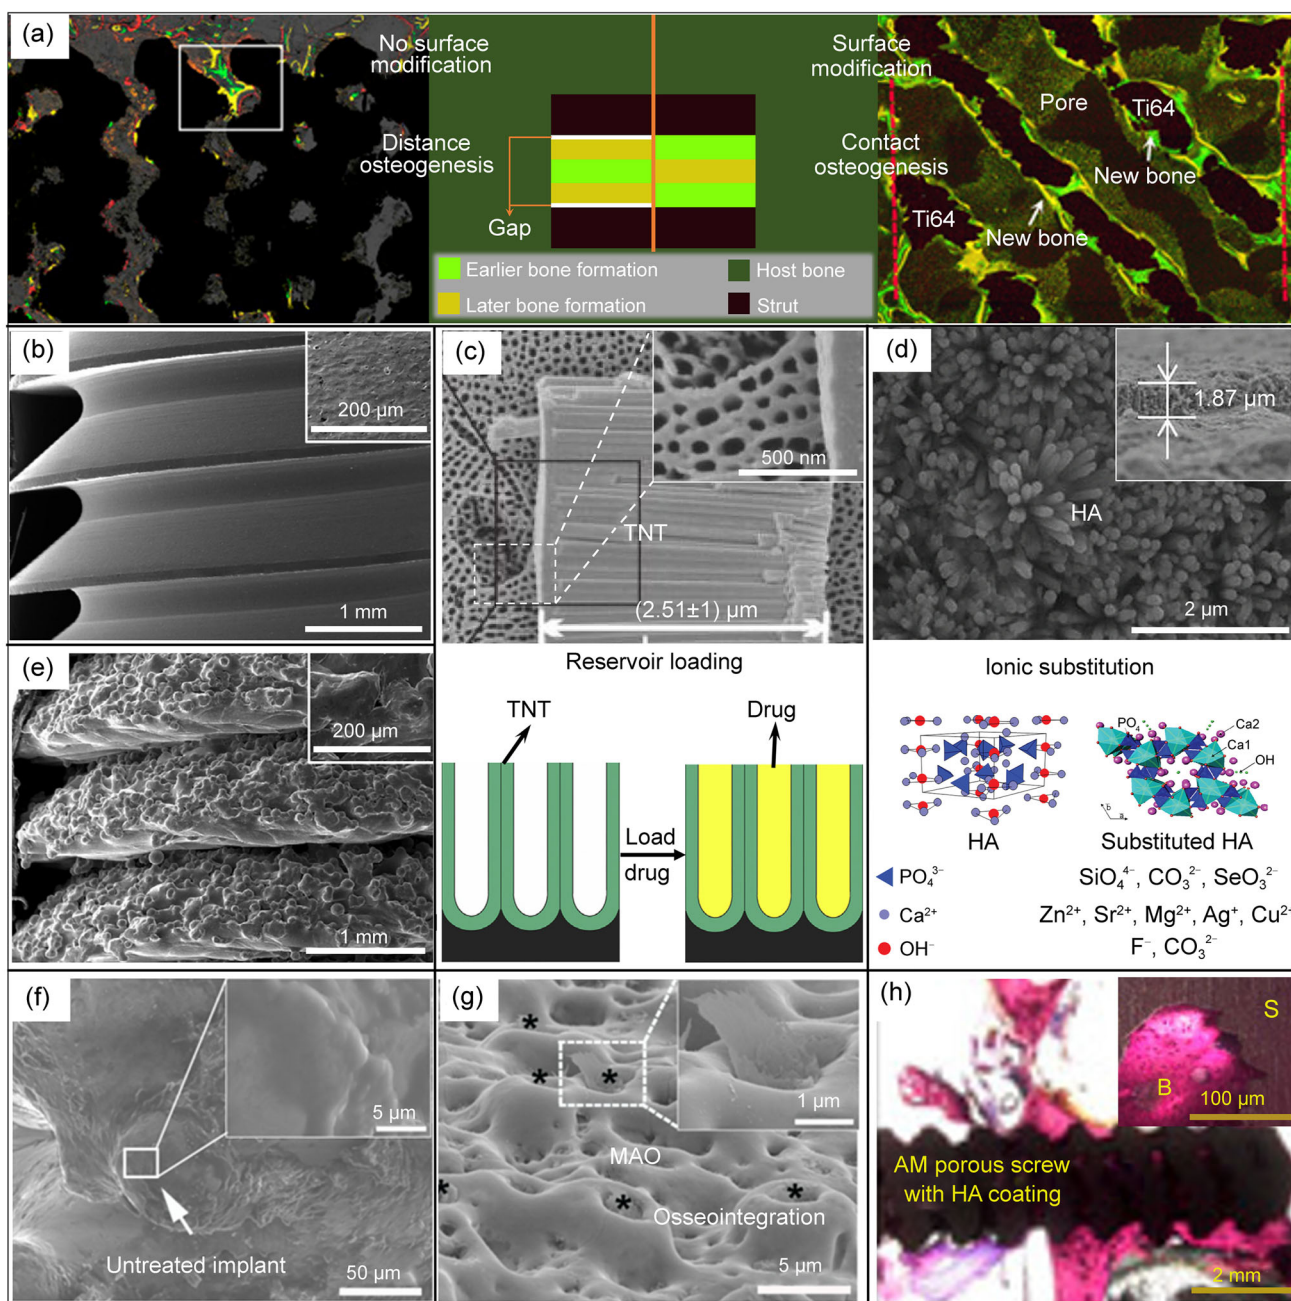 (a)
No surface
modification
Distance
osteogenesis
Gap
Surface
modification
Contact
osteogenesis
Earlier bone formation
Host bone
Later bone formation
Strut
Pore
Ti64
New bone
Ti64
New bone
(b)
200 μm
1 mm
(c)
500 nm
TNT
(2.51±1) μm
Reservoir loading
TNT
Drug
Load
drug
(d)
1.87 μm
HA
2 μm
Ionic substitution
PO₄
Ca2
Ca1
OH
b
a
HA
Substituted HA
PO₄³⁻
SiO₄⁴⁻, CO₃²⁻, SeO₃²⁻
Ca²⁺
Zn²⁺, Sr²⁺, Mg²⁺, Ag⁺, Cu²⁺
OH⁻
F⁻, CO₃²⁻
(e)
200 μm
1 mm
(f)
5 μm
Untreated implant
50 μm
(g)
1 μm
MAO
Osseointegration
5 μm
(h)
S
B
100 μm
AM porous screw
with HA coating
2 mm